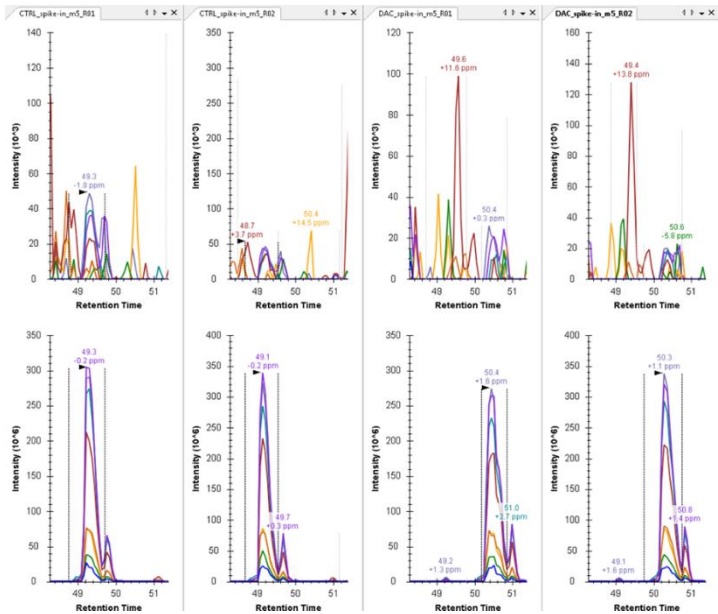 CTRL_spike-in_m5_R01
CTRL_spike-in_m5_R02
DAC_spike-in_m5_R01
DAC_spike-in_m5_R02
Intensity (10^3)
140
120
100
80
60
40
20
0
49.3
-1.8 ppm
49
50
51
Retention Time
Intensity (10^3)
350
300
250
200
150
100
50
0
48.7
+3.7 ppm
50.4
+14.5 ppm
49
50
51
Retention Time
Intensity (10^3)
120
100
80
60
40
20
0
49.6
+11.6 ppm
50.4
+0.3 ppm
49
50
51
Retention Time
Intensity (10^3)
160
140
120
100
80
60
40
20
0
49.4
+13.8 ppm
50.6
-5.8 ppm
49
50
51
Retention Time
Intensity (10^6)
350
300
250
200
150
100
50
0
49.3
-0.2 ppm
49
50
51
Retention Time
Intensity (10^6)
350
300
250
200
150
100
50
0
49.1
-0.2 ppm
49.7
+0.3 ppm
49
50
51
Retention Time
Intensity (10^6)
350
300
250
200
150
100
50
0
50.4
+1.6 ppm
51.0
+2.7 ppm
49.2
+1.3 ppm
49
50
51
Retention Time
Intensity (10^6)
400
350
300
250
200
150
100
50
0
50.3
+1.1 ppm
50.8
+1.4 ppm
49.1
+1.6 ppm
49
50
51
Retention Time